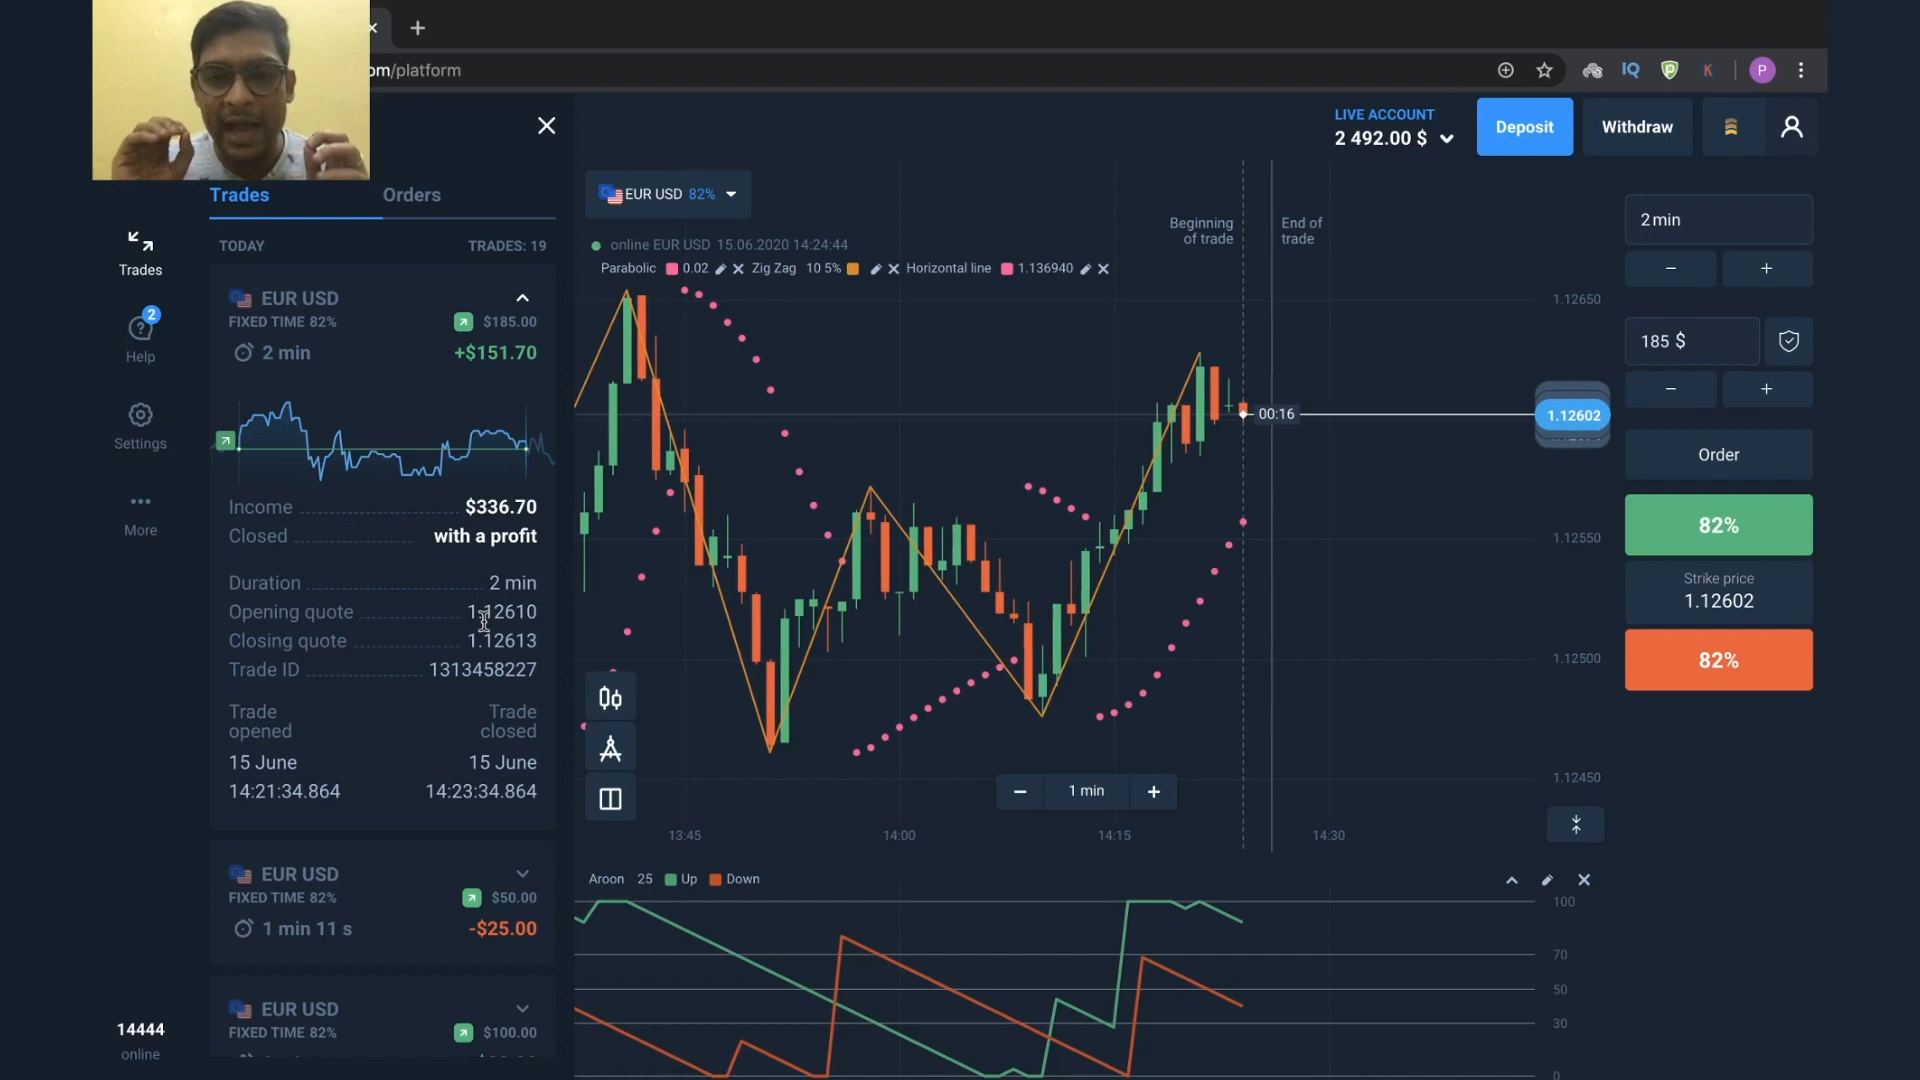 om/platform
IQ
K
P
LIVE ACCOUNT
2 492.00 $
Deposit
Withdraw
Trades
Orders
TODAY
TRADES: 19
EUR USD
FIXED TIME 82%
$185.00
2 min
+$151.70
Income
$336.70
Closed
with a profit
Duration
2 min
Opening quote
1.12610
Closing quote
1.12613
Trade ID
1313458227
Trade opened
Trade closed
15 June
15 June
14:21:34.864
14:23:34.864
EUR USD
FIXED TIME 82%
$50.00
1 min 11 s
-$25.00
EUR USD
FIXED TIME 82%
$100.00
Trades
2
Help
Settings
More
14444
online
EUR USD 82%
online EUR USD 15.06.2020 14:24:44
Parabolic 0.02 Zig Zag 10 5% Horizontal line 1.136940
Beginning of trade
End of trade
00:16
1.12650
1.12602
1.12550
1.12500
1.12450
1 min
13:45
14:00
14:15
14:30
Aroon 25 Up Down
100
70
50
30
0
2 min
185 $
Order
82%
Strike price
1.12602
82%